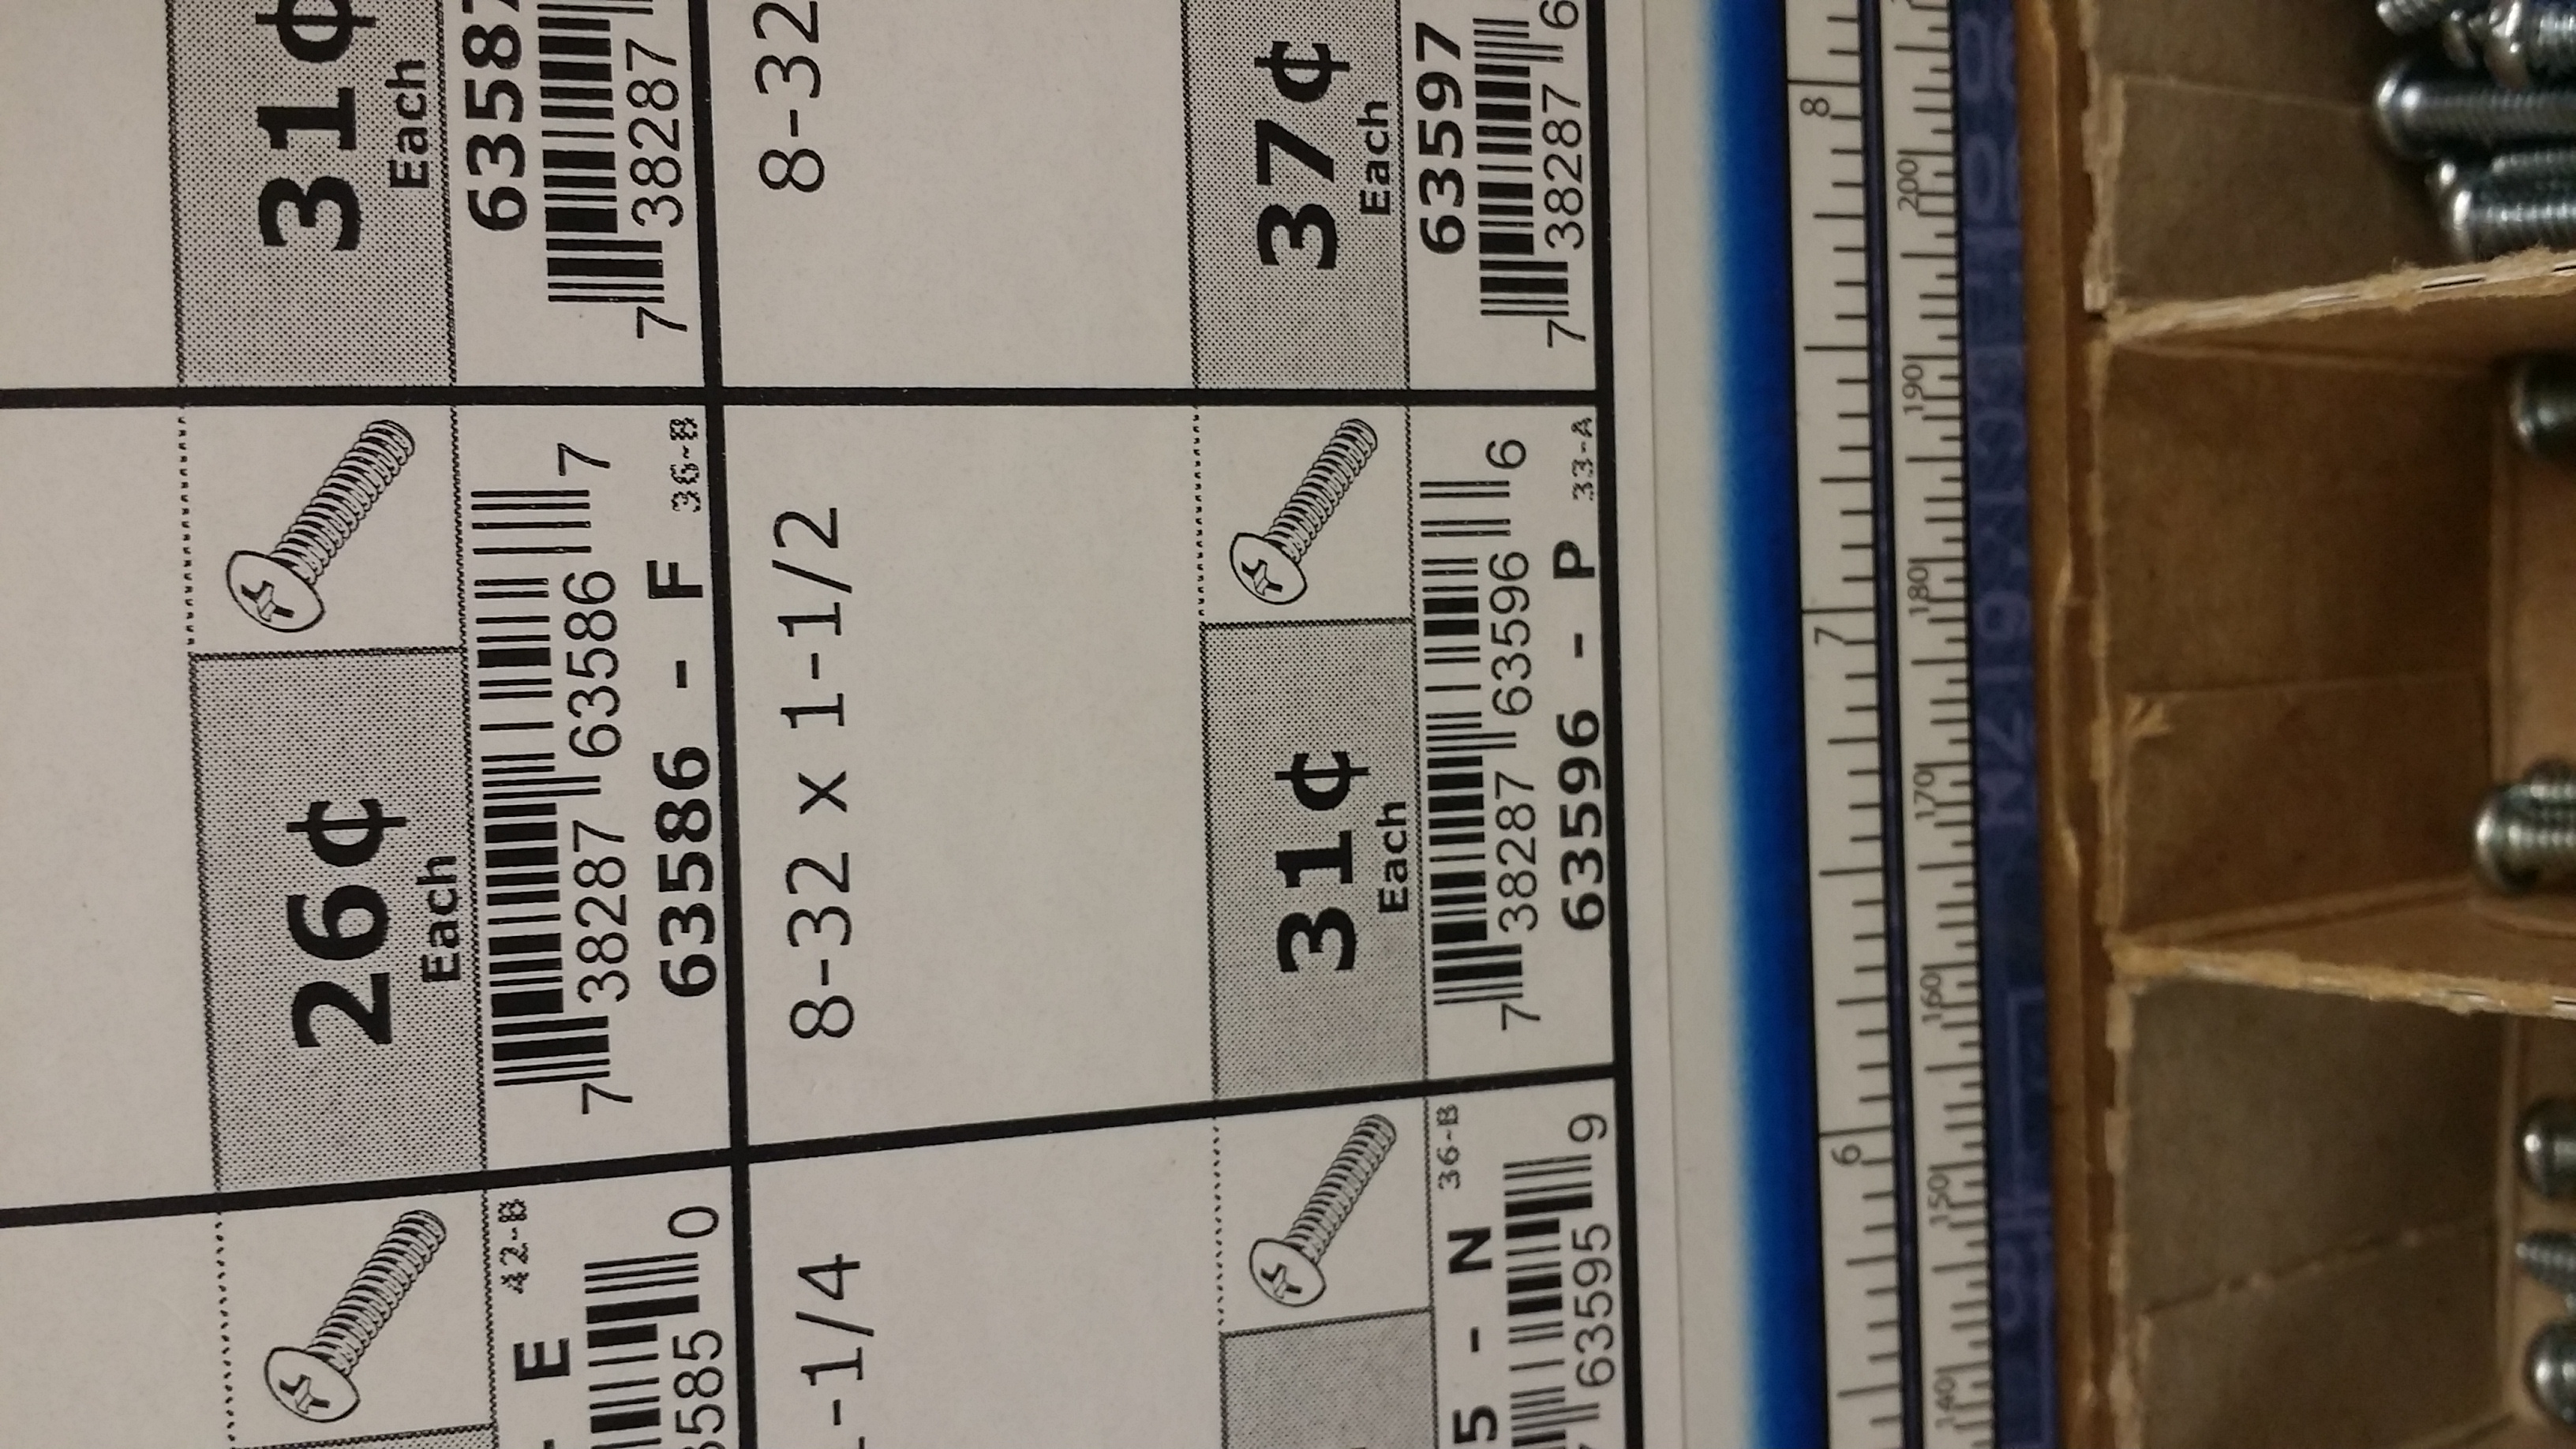 26¢
Each
7 38287 63586 7
63586 - F 36-B
31¢
Each
6358
7 38287
42-B
E
3585 0
8-32 x 1-1/2
31¢
Each
7 38287 63596 6
63596 - P 33-A
8-32
37¢
Each
63597
7 38287 6
-1/4
5 - N 36-B
63595 9
6 7 8
140 150 160 170 180 190 200